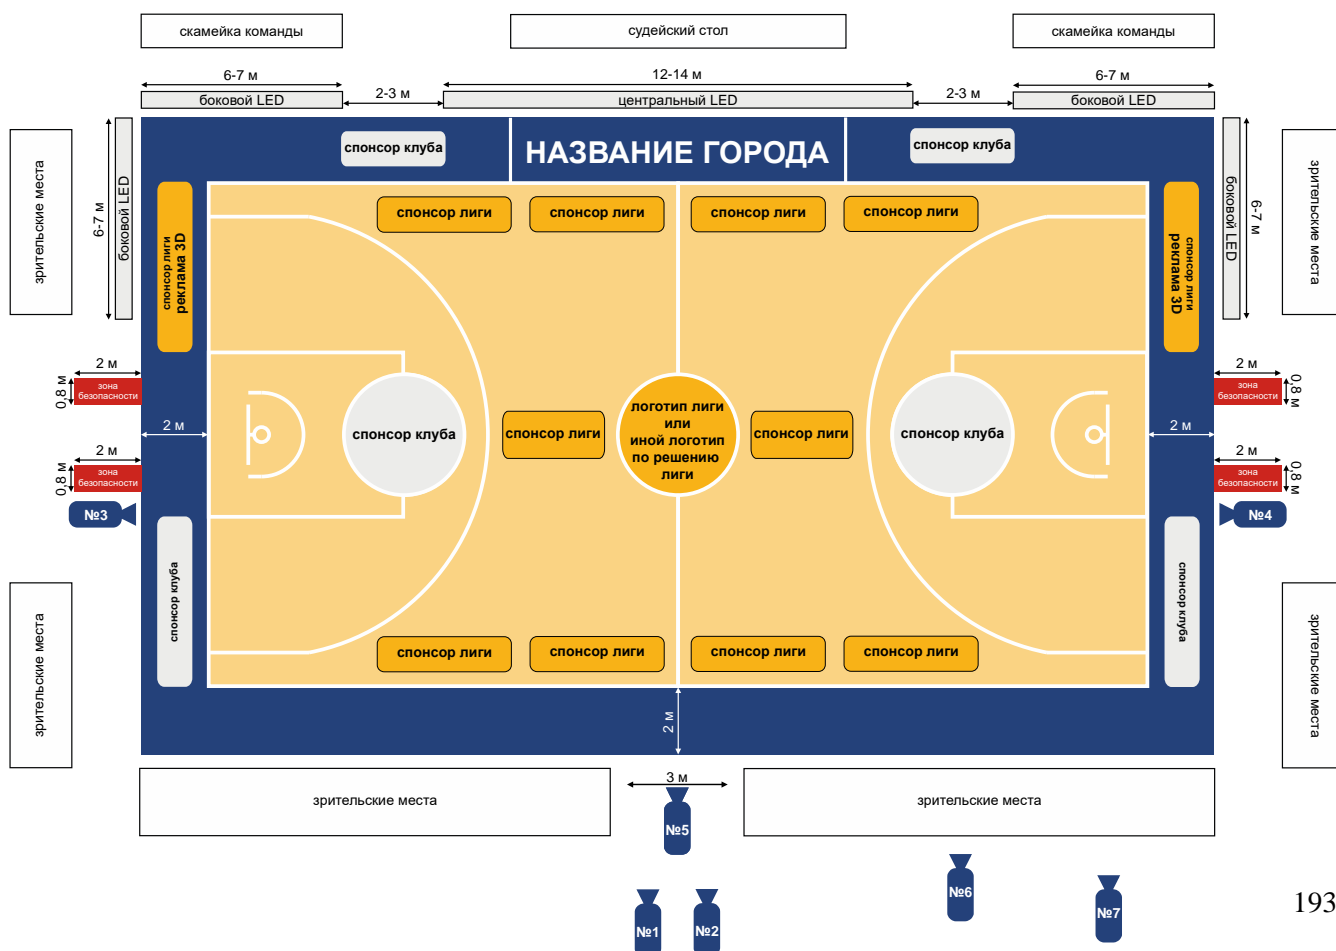 скамейка команды
судейский стол
скамейка команды
6-7 м
12-14 м
6-7 м
боковой LED
2-3 м
центральный LED
2-3 м
боковой LED
зрительские места
6-7 м
боковой LED
спонсор клуба
НАЗВАНИЕ ГОРОДА
спонсор клуба
боковой LED
6-7 м
зрительские места
спонсор лиги
реклама 3D
спонсор лиги
спонсор лиги
спонсор лиги
спонсор лиги
спонсор лиги
реклама 3D
2 м
0,8 м
зона
безопасности
2 м
0,8 м
зона
безопасности
2 м
спонсор клуба
спонсор лиги
логотип лиги
или
иной логотип
по решению
лиги
спонсор лиги
спонсор клуба
2 м
2 м
0,8 м
зона
безопасности
2 м
0,8 м
зона
безопасности
№3
№4
зрительские места
спонсор клуба
спонсор клуба
зрительские места
спонсор лиги
спонсор лиги
спонсор лиги
спонсор лиги
2 м
зрительские места
3 м
зрительские места
№5
№6
№7
№1
№2
193